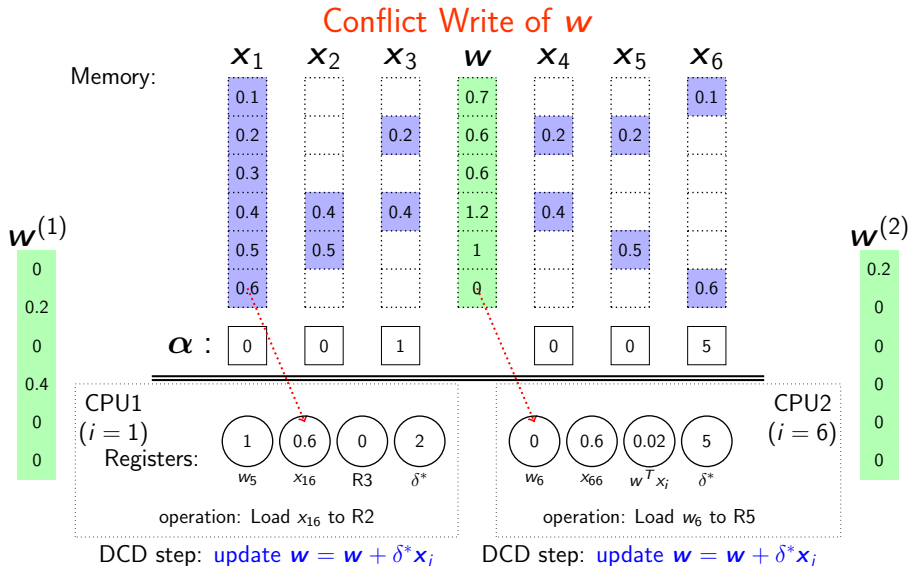 Conflict Write of w
x₁ x₂ x₃ w x₄ x₅ x₆
Memory:
0.1 0.7 0.1
0.2 0.2 0.6 0.2 0.2
0.3 0.6
0.4 0.4 0.4 1.2 0.4
0.5 0.5 1 0.5
0.6 0 0.6
w⁽¹⁾
0
0.2
0
0.4
0
0
w⁽²⁾
0.2
0
0
0
0
0
α : 0 0 1 0 0 5
CPU1
(i = 1)
Registers:
1 0.6 0 2
w₅ x₁₆ R3 δ*
operation: Load x₁₆ to R2
CPU2
(i = 6)
0 0.6 0.02 5
w₆ x₆₆ wᵀxᵢ δ*
operation: Load w₆ to R5
DCD step: update w = w + δ*xᵢ
DCD step: update w = w + δ*xᵢ